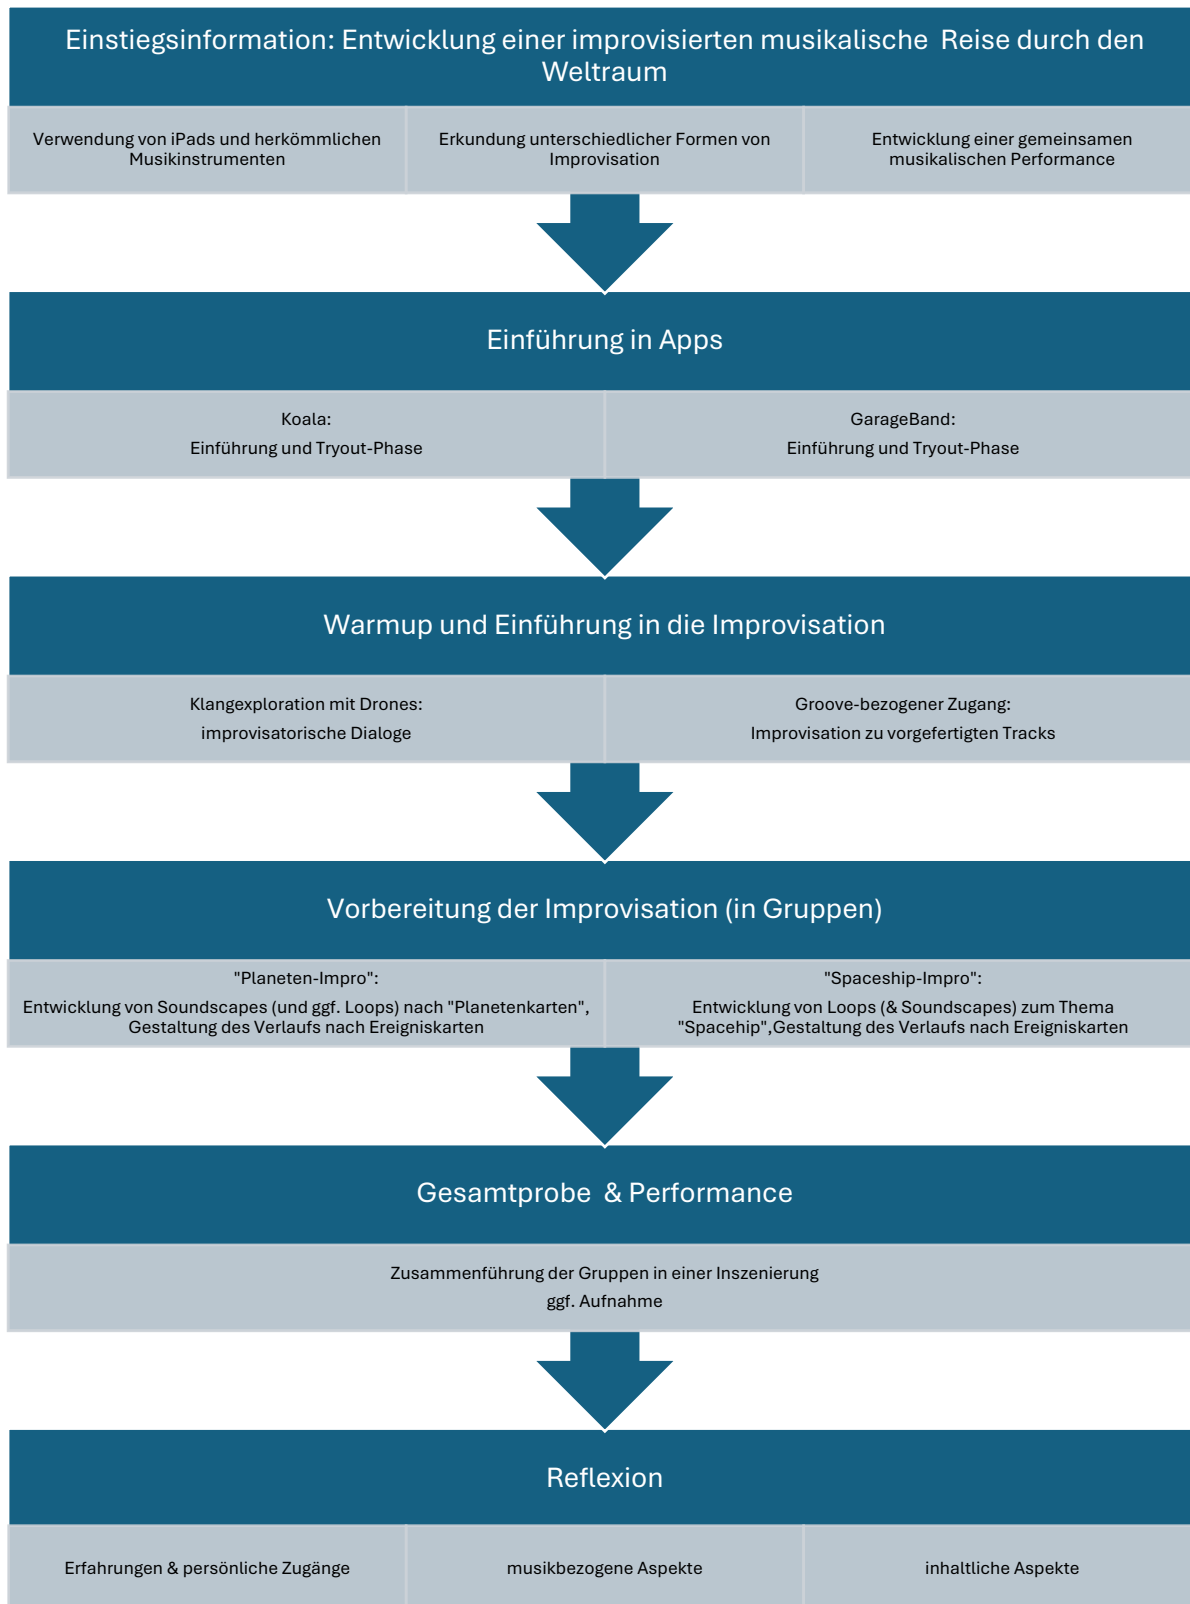 Einstiegsinformation: Entwicklung einer improvisierten musikalische  Reise durch den
Weltraum
Verwendung von iPads und herkömmlichen
Musikinstrumenten
Erkundung unterschiedlicher Formen von
Improvisation
Entwicklung einer gemeinsamen
musikalischen Performance
Einführung in Apps
Koala:
Einführung und Tryout-Phase
GarageBand:
Einführung und Tryout-Phase
Warmup und Einführung in die Improvisation
Klangexploration mit Drones:
improvisatorische Dialoge
Groove-bezogener Zugang:
Improvisation zu vorgefertigten Tracks
Vorbereitung der Improvisation (in Gruppen)
"Planeten-Impro":
Entwicklung von Soundscapes (und ggf. Loops) nach "Planetenkarten",
Gestaltung des Verlaufs nach Ereigniskarten
"Spaceship-Impro":
Entwicklung von Loops (& Soundscapes) zum Thema
"Spacehip",Gestaltung des Verlaufs nach Ereigniskarten
Gesamtprobe  & Performance
Zusammenführung der Gruppen in einer Inszenierung
ggf. Aufnahme
Reflexion
Erfahrungen & persönliche Zugänge
musikbezogene Aspekte
inhaltliche Aspekte